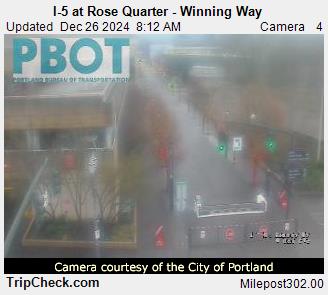 I-5 at Rose Quarter - Winning Way
Updated Dec 26 2024 8:12 AM Camera 4
PBOT
PORTLAND BUREAU OF TRANSPORTATION
Camera courtesy of the City of Portland
TripCheck.com Milepost302.00